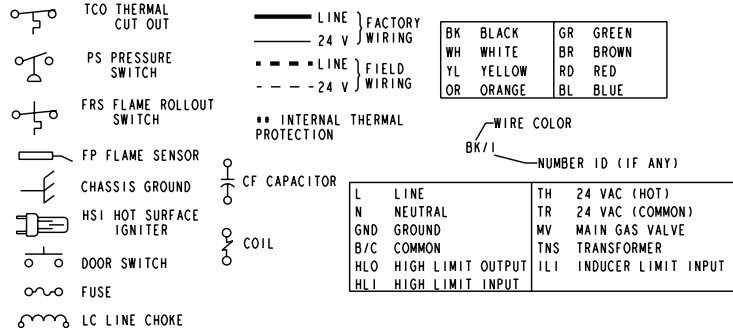 TCO THERMAL
CUT OUT
PS PRESSURE
SWITCH
FRS FLAME ROLLOUT
SWITCH
FP FLAME SENSOR
CHASSIS GROUND
HSI HOT SURFACE
IGNITER
DOOR SWITCH
FUSE
LC LINE CHOKE
CF CAPACITOR
COIL
LINE
24 V
FACTORY
WIRING
LINE
24 V
FIELD
WIRING
** INTERNAL THERMAL
PROTECTION
BK BLACK GR GREEN
WH WHITE BR BROWN
YL YELLOW RD RED
OR ORANGE BL BLUE
WIRE COLOR
BK/1
NUMBER ID (IF ANY)
L LINE TH 24 VAC (HOT)
N NEUTRAL TR 24 VAC (COMMON)
GND GROUND MV MAIN GAS VALVE
B/C COMMON TNS TRANSFORMER
HLO HIGH LIMIT OUTPUT ILI INDUCER LIMIT INPUT
HLI HIGH LIMIT INPUT